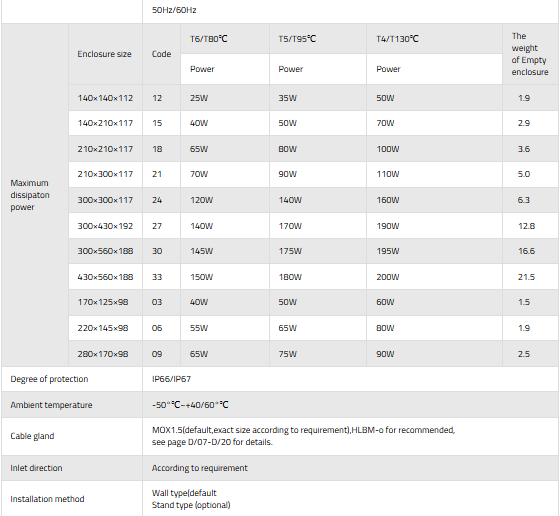 50Hz/60Hz
Maximum
dissipaton
power
Enclosure size
Code
T6/T80℃
T5/T95℃
T4/T130℃
The
weight
of Empty
enclosure
Power
Power
Power
140×140×112 12 25W 35W 50W 1.9
140×210×117 15 40W 50W 70W 2.9
210×210×117 18 65W 80W 100W 3.6
210×300×117 21 70W 90W 110W 5.0
300×300×117 24 120W 140W 160W 6.3
300×430×192 27 140W 170W 190W 12.8
300×560×188 30 145W 175W 195W 16.6
430×560×188 33 150W 180W 200W 21.5
170×125×98 03 40W 50W 60W 1.5
220×145×98 06 55W 65W 80W 1.9
280×170×98 09 65W 75W 90W 2.5
Degree of protection IP66/IP67
Ambient temperature -50°℃~+40/60°℃
Cable gland
MOX1.5(default,exact size according to requirement),HLBM-o for recommended,
see page D/07-D/20 for details.
Inlet direction According to requirement
Installation method
Wall type(default
Stand type (optional)